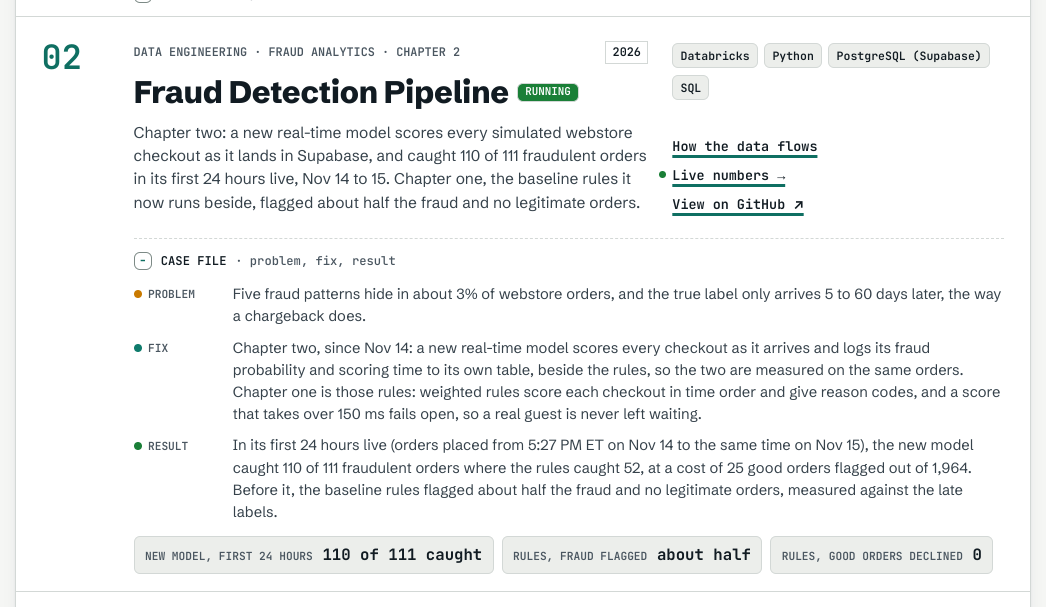 02
DATA ENGINEERING · FRAUD ANALYTICS · CHAPTER 2
2026
Fraud Detection Pipeline RUNNING
Chapter two: a new real-time model scores every simulated webstore
checkout as it lands in Supabase, and caught 110 of 111 fraudulent orders
in its first 24 hours live, Nov 14 to 15. Chapter one, the baseline rules it
now runs beside, flagged about half the fraud and no legitimate orders.
Databricks Python PostgreSQL (Supabase)
SQL
How the data flows
Live numbers →
View on GitHub ↗
- CASE FILE · problem, fix, result
PROBLEM
Five fraud patterns hide in about 3% of webstore orders, and the true label only arrives 5 to 60 days later, the way
a chargeback does.
FIX
Chapter two, since Nov 14: a new real-time model scores every checkout as it arrives and logs its fraud
probability and scoring time to its own table, beside the rules, so the two are measured on the same orders.
Chapter one is those rules: weighted rules score each checkout in time order and give reason codes, and a score
that takes over 150 ms fails open, so a real guest is never left waiting.
RESULT
In its first 24 hours live (orders placed from 5:27 PM ET on Nov 14 to the same time on Nov 15), the new model
caught 110 of 111 fraudulent orders where the rules caught 52, at a cost of 25 good orders flagged out of 1,964.
Before it, the baseline rules flagged about half the fraud and no legitimate orders, measured against the late
labels.
NEW MODEL, FIRST 24 HOURS 110 of 111 caught
RULES, FRAUD FLAGGED about half
RULES, GOOD ORDERS DECLINED 0